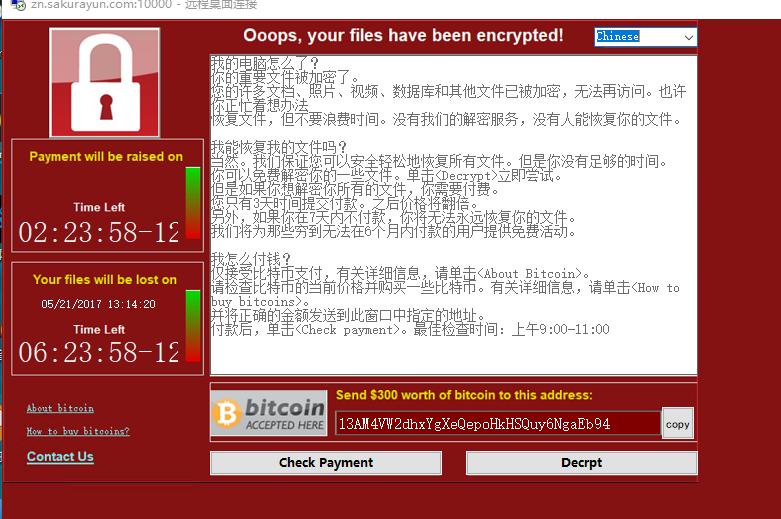 zn.sakurayun.com:10000 - 远程桌面连接
Ooops, your files have been encrypted!
Chinese
我的电脑怎么了?
你的重要文件被加密了。
您的许多文档、照片、视频、数据库和其他文件已被加密，无法再访问。也许
你正忙着想办法
恢复文件，但不要浪费时间。没有我们的解密服务，没有人能恢复你的文件。
我能恢复我的文件吗?
当然。我们保证您可以安全轻松地恢复所有文件。但是你没有足够的时间。
你可以免费解密你的一些文件。单击<Decrypt>立即尝试。
但是如果你想解密你所有的文件，你需要付费。
您只有3天时间提交付款。之后价格将翻倍。
另外，如果你在7天内不付款，你将无法永远恢复你的文件。
我们将为那些穷到无法在6个月内付款的用户提供免费活动。
我怎么付钱?
仅接受比特币支付，有关详细信息，请单击<About Bitcoin>。
请检查比特币的当前价格并购买一些比特币。有关详细信息，请单击<How to
buy bitcoins>。
并将正确的金额发送到此窗口中指定的地址。
付款后，单击<Check payment>。最佳检查时间: 上午9:00-11:00
Payment will be raised on
Time Left
02:23:58-12
Your files will be lost on
05/21/2017 13:14:20
Time Left
06:23:58-12
About bitcoin
How to buy bitcoins?
Contact Us
bitcoin
ACCEPTED HERE
Send $300 worth of bitcoin to this address:
13AM4VW2dhxYgXeQepoHkHSQuy6NgaEb94
copy
Check Payment
Decrpt